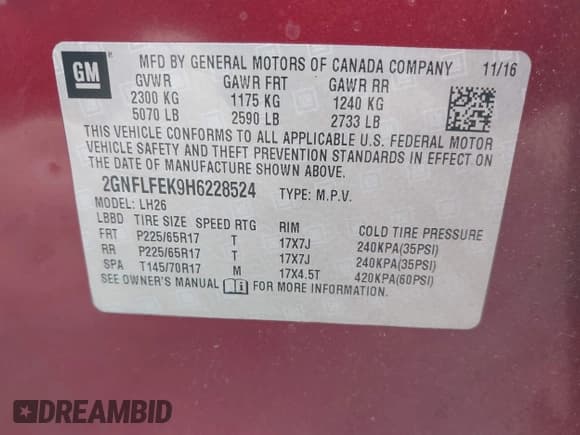 GM
MFD BY GENERAL MOTORS OF CANADA COMPANY 11/16
GVWR GAWR FRT GAWR RR
2300 KG 1175 KG 1240 KG
5070 LB 2590 LB 2733 LB
THIS VEHICLE CONFORMS TO ALL APPLICABLE U.S. FEDERAL MOTOR
VEHICLE SAFETY AND THEFT PREVENTION STANDARDS IN EFFECT ON
THE DATE OF MANUFACTURE SHOWN ABOVE.
2GNFLFEK9H6228524 TYPE: M.P.V.
MODEL: LH26
LBBD TIRE SIZE SPEED RTG RIM COLD TIRE PRESSURE
FRT P225/65R17 T 17X7J 240KPA(35PSI)
RR P225/65R17 T 17X7J 240KPA(35PSI)
SPA T145/70R17 M 17X4.5T 420KPA(60PSI)
SEE OWNER'S MANUAL FOR MORE INFORMATION.
DREAMBID